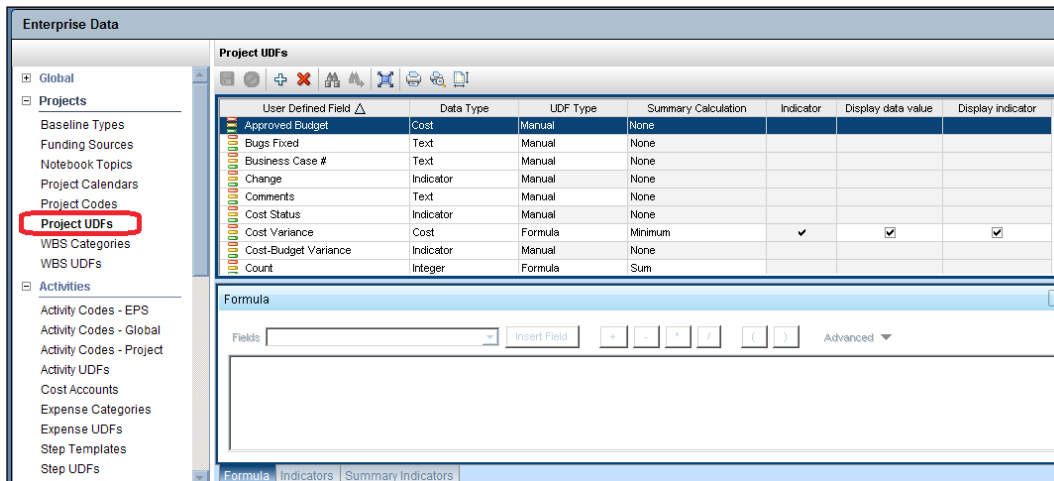 Enterprise Data
Project UDFs
Global
Projects
Baseline Types
Funding Sources
Notebook Topics
Project Calendars
Project Codes
Project UDFs
WBS Categories
WBS UDFs
Activities
Activity Codes - EPS
Activity Codes - Global
Activity Codes - Project
Activity UDFs
Cost Accounts
Expense Categories
Expense UDFs
Step Templates
Step UDFs
User Defined Field Data Type UDF Type Summary Calculation Indicator Display data value Display indicator
Approved Budget Cost Manual None
Bugs Fixed Text Manual None
Business Case # Text Manual None
Change Indicator Manual None
Comments Text Manual None
Cost Status Indicator Manual None
Cost Variance Cost Formula Minimum
Cost-Budget Variance Indicator Manual None
Count Integer Formula Sum
Formula
Fields Insert Field + - * / ( ) Advanced
Formula Indicators Summary Indicators